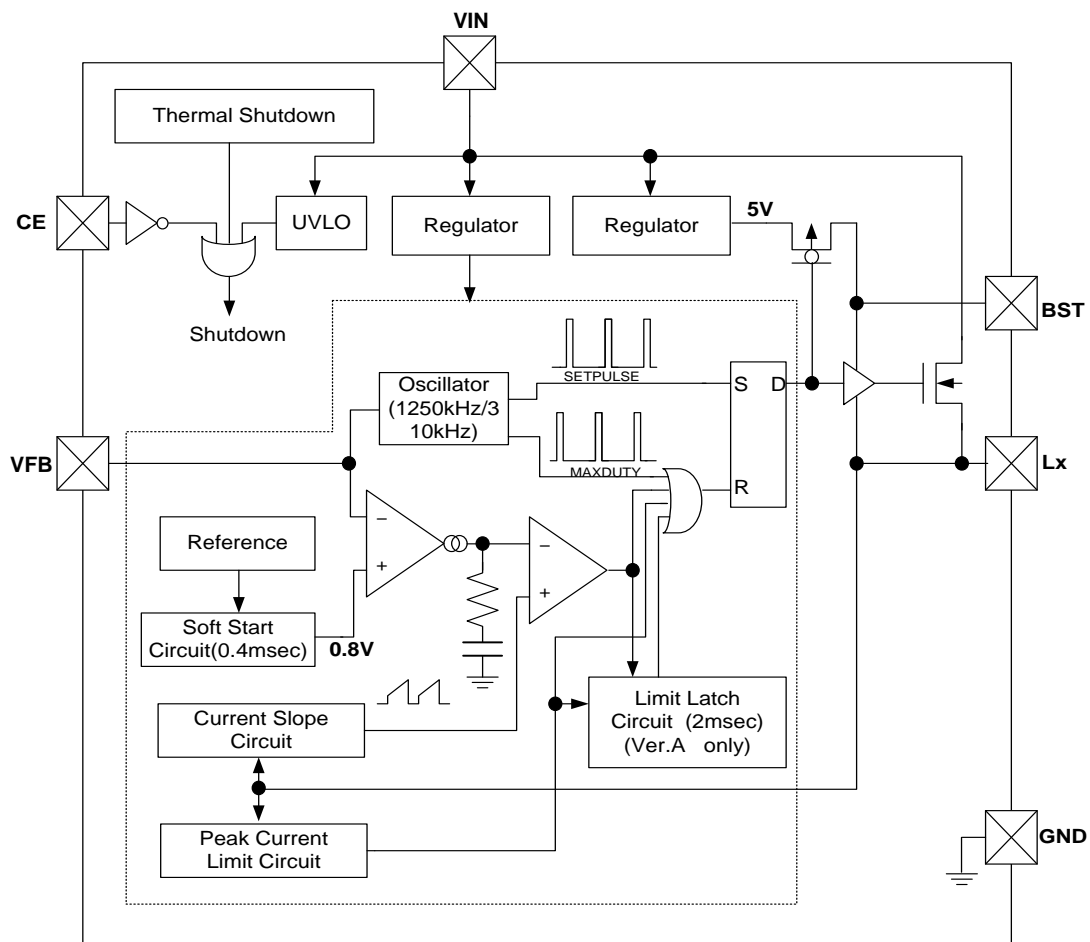 VIN
Thermal Shutdown
CE
UVLO
Regulator
Regulator
5V
BST
Shutdown
SETPULSE
Oscillator
(1250kHz/3
10kHz)
S
D
VFB
MAXDUTY
Lx
R
Reference
−
+
−
+
Soft Start
Circuit(0.4msec)
0.8V
Limit Latch
Circuit (2msec)
(Ver.A only)
Current Slope
Circuit
Peak Current
Limit Circuit
GND